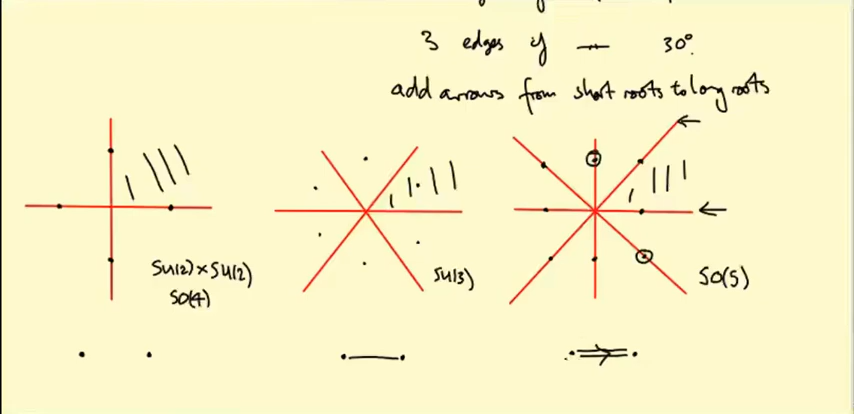 3 edges if — 30°.
add arrows from short roots to long roots
SU(2) × SU(2)
SO(4)
SU(3)
SO(5)